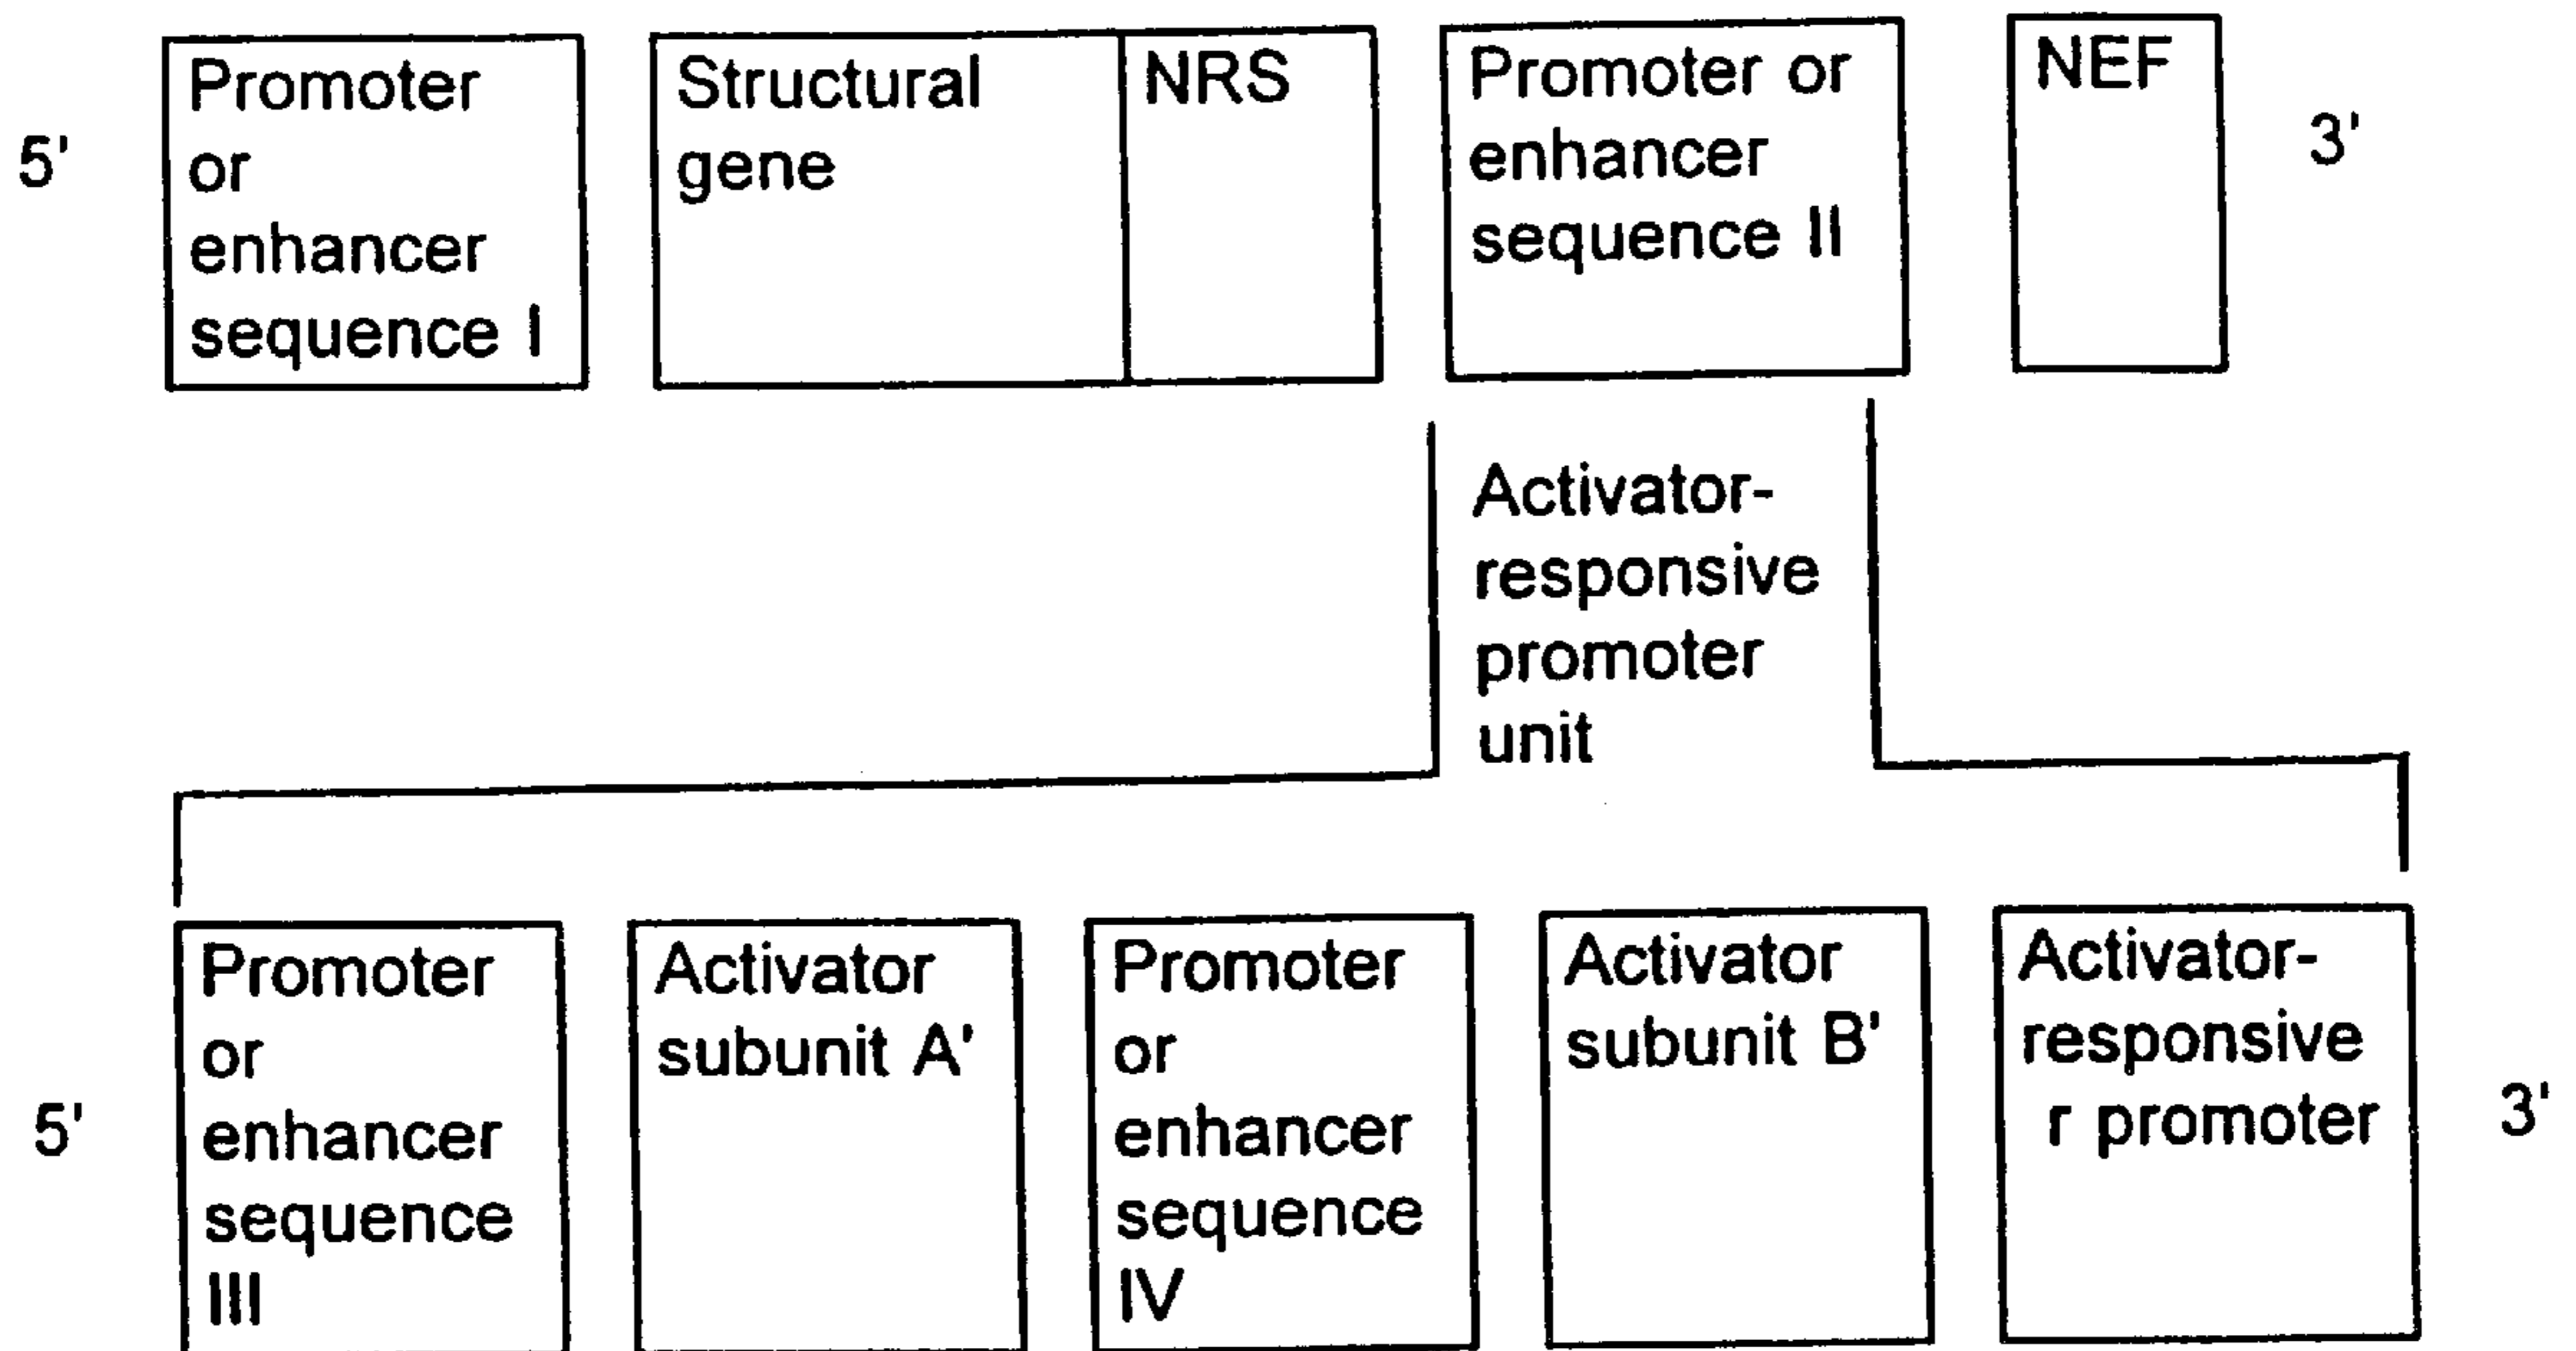 5'
Promoter
or
enhancer
sequence I
Structural
gene
NRS
Promoter or
enhancer
sequence II
NEF
3'
Activator-
responsive
promoter
unit
5'
Promoter
or
enhancer
sequence
III
Activator
subunit A'
Promoter
or
enhancer
sequence
IV
Activator
subunit B'
Activator-
responsive
r promoter
3'